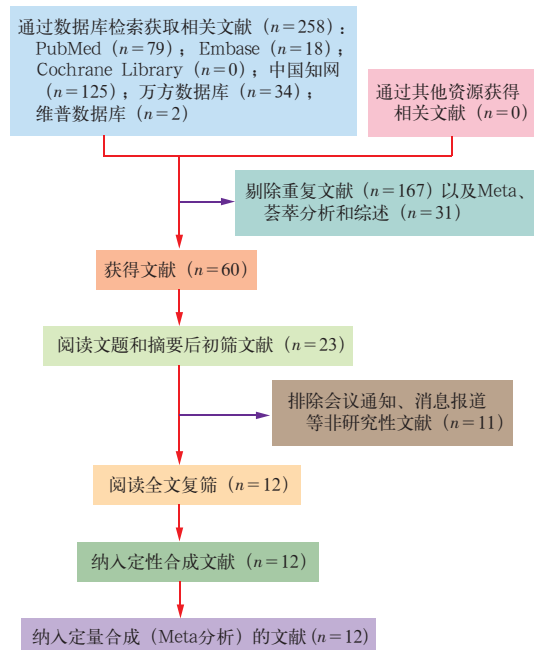 通过数据库检索获取相关文献（n=258）：
PubMed（n=79）；Embase（n=18）；
Cochrane Library（n=0）；中国知网
（n=125）；万方数据库（n=34）；
维普数据库（n=2）
通过其他资源获得
相关文献（n=0）
剔除重复文献（n=167）以及Meta、
荟萃分析和综述（n=31）
获得文献（n=60）
阅读文题和摘要后初筛文献（n=23）
排除会议通知、消息报道
等非研究性文献（n=11）
阅读全文复筛（n=12）
纳入定性合成文献（n=12）
纳入定量合成（Meta分析）的文献（n=12）